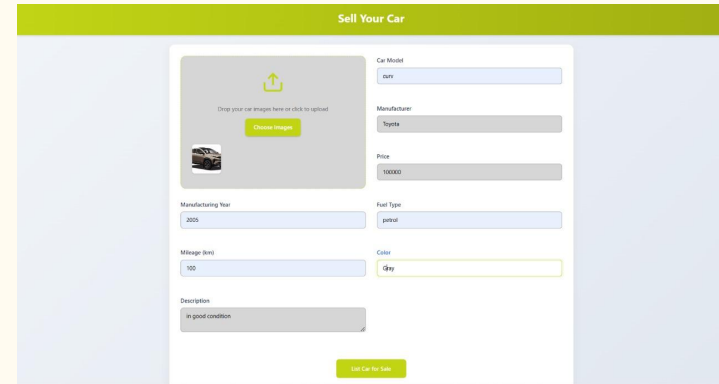 Sell Your Car
Drop your car images here or click to upload
Choose Images
Car Model
curv
Manufacturer
Toyota
Price
100000
Manufacturing Year
2005
Fuel Type
petrol
Mileage (km)
100
Color
Gray
Description
in good condition
List Car for Sale